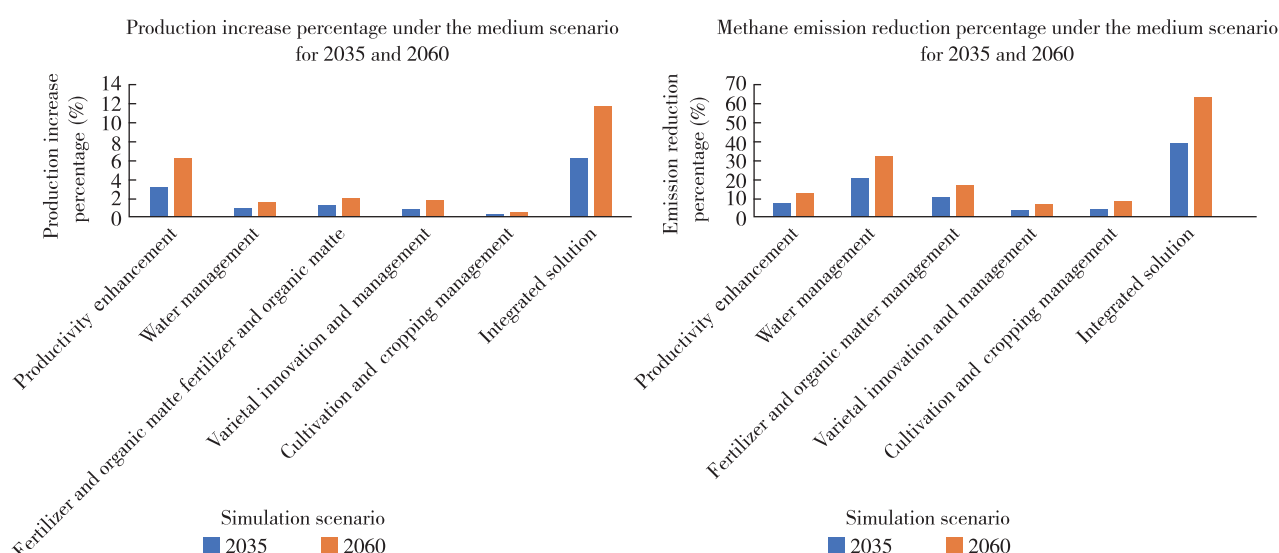 Production increase percentage under the medium scenario
for 2035 and 2060
Production increase
percentage (%)
14
12
10
8
6
4
2
0
Productivity enhancement
Water management
Fertilizer and organic matte fertilizer and organic matte
Varietal innovation and management
Cultivation and cropping management
Integrated solution
Simulation scenario
2035
2060
Methane emission reduction percentage under the medium scenario
for 2035 and 2060
Emission reduction
percentage (%)
70
60
50
40
30
20
10
0
Productivity enhancement
Water management
Fertilizer and organic matter management
Varietal innovation and management
Cultivation and cropping management
Integrated solution
Simulation scenario
2035
2060